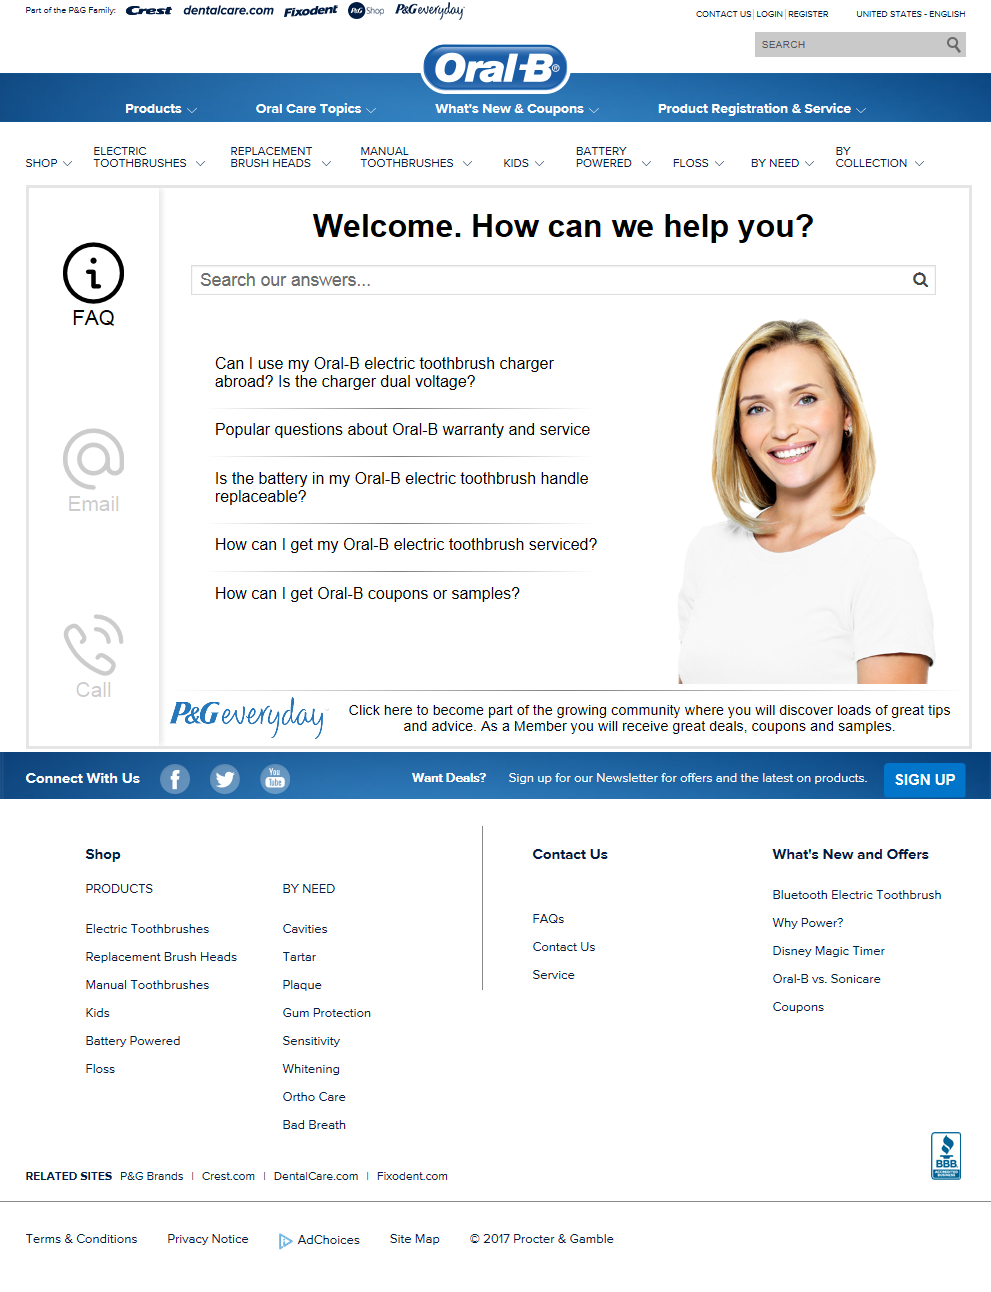 Part of the P&G Family: Crest dentalcare.com Fixodent P&G Shop P&G everyday
CONTACT US | LOGIN | REGISTER UNITED STATES - ENGLISH
SEARCH
Oral-B®
Products Oral Care Topics What's New & Coupons Product Registration & Service
SHOP
ELECTRIC
TOOTHBRUSHES
REPLACEMENT
BRUSH HEADS
MANUAL
TOOTHBRUSHES
KIDS
BATTERY
POWERED
FLOSS
BY NEED
BY
COLLECTION
Welcome. How can we help you?
Search our answers...
FAQ
Email
Call
Can I use my Oral-B electric toothbrush charger
abroad? Is the charger dual voltage?
Popular questions about Oral-B warranty and service
Is the battery in my Oral-B electric toothbrush handle
replaceable?
How can I get my Oral-B electric toothbrush serviced?
How can I get Oral-B coupons or samples?
P&G everyday
Click here to become part of the growing community where you will discover loads of great tips
and advice. As a Member you will receive great deals, coupons and samples.
Connect With Us
You
Tube
Want Deals? Sign up for our Newsletter for offers and the latest on products. SIGN UP
Shop
PRODUCTS
Electric Toothbrushes
Replacement Brush Heads
Manual Toothbrushes
Kids
Battery Powered
Floss
BY NEED
Cavities
Tartar
Plaque
Gum Protection
Sensitivity
Whitening
Ortho Care
Bad Breath
Contact Us
FAQs
Contact Us
Service
What's New and Offers
Bluetooth Electric Toothbrush
Why Power?
Disney Magic Timer
Oral-B vs. Sonicare
Coupons
BBB
ACCREDITED
BUSINESS
RELATED SITES P&G Brands | Crest.com | DentalCare.com | Fixodent.com
Terms & Conditions Privacy Notice AdChoices Site Map © 2017 Procter & Gamble